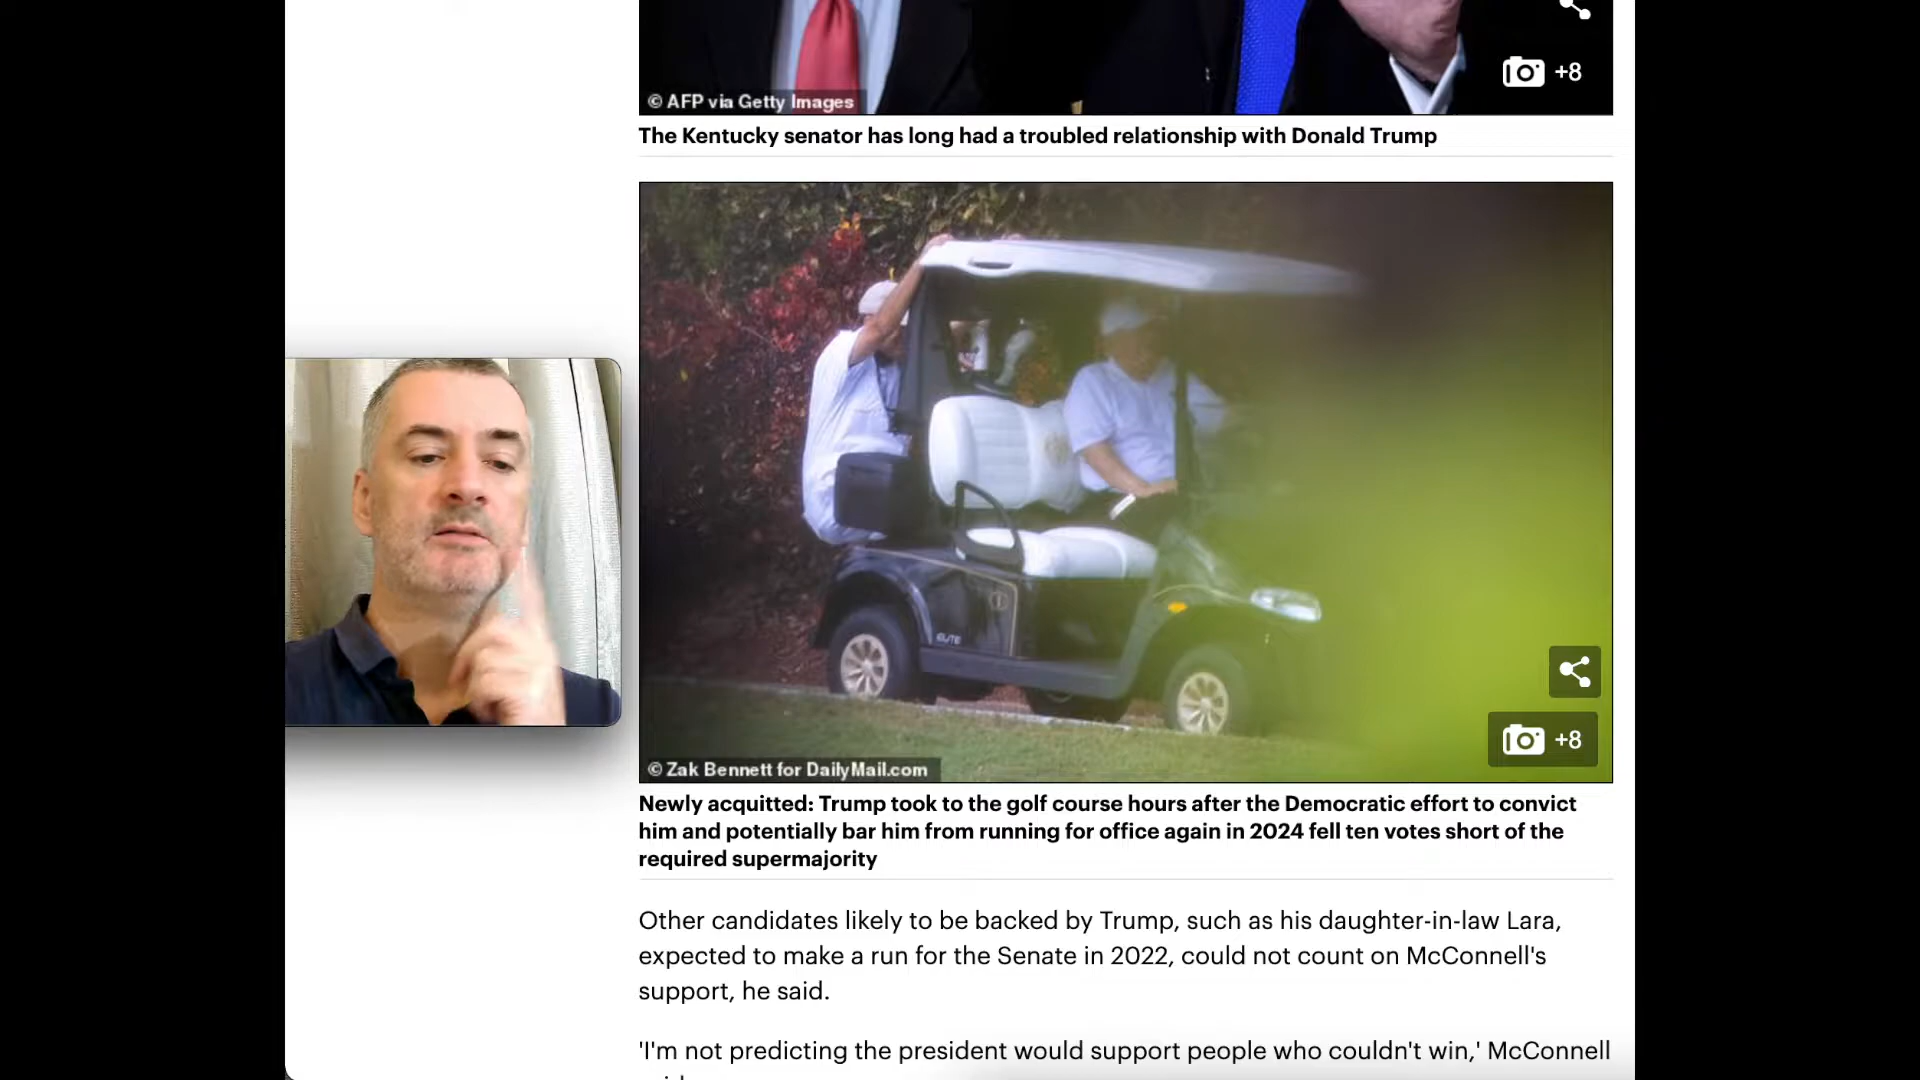 +8
© AFP via Getty Images
The Kentucky senator has long had a troubled relationship with Donald Trump
ELITE
+8
© Zak Bennett for DailyMail.com
Newly acquitted: Trump took to the golf course hours after the Democratic effort to convict
him and potentially bar him from running for office again in 2024 fell ten votes short of the
required supermajority
Other candidates likely to be backed by Trump, such as his daughter-in-law Lara,
expected to make a run for the Senate in 2022, could not count on McConnell's
support, he said.
'I'm not predicting the president would support people who couldn't win,' McConnell